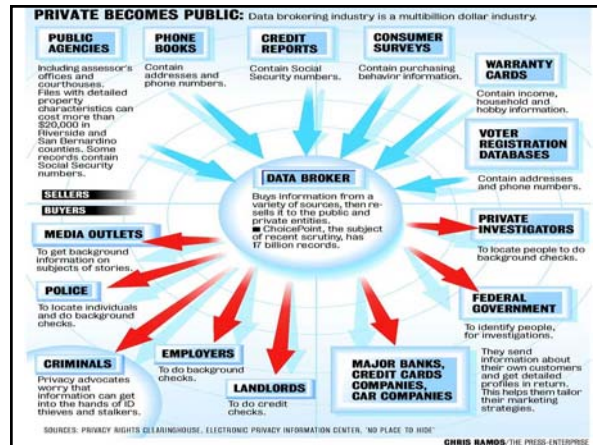 PRIVATE BECOMES PUBLIC: Data brokering industry is a multibillion dollar industry.
PUBLIC
AGENCIES
Including assessor's
offices and
courthouses.
Files with detailed
property
characteristics can
cost more than
$20,000 in
Riverside and
San Bernardino
counties. Some
records contain
Social Security
numbers.
PHONE
BOOKS
Contain
addresses and
phone numbers.
CREDIT
REPORTS
Contain Social
Security numbers.
CONSUMER
SURVEYS
Contain purchasing
behavior information.
WARRANTY
CARDS
Contain income,
household and
hobby information.
VOTER
REGISTRATION
DATABASES
Contain addresses
and phone numbers.
DATA BROKER
Buys information from a
variety of sources, then re-
sells it to the public and
private entities.
■ ChoicePoint, the subject
of recent scrutiny, has
17 billion records.
SELLERS
BUYERS
MEDIA OUTLETS
To get background
information on
subjects of stories.
POLICE
To locate individuals
and do background
checks.
CRIMINALS
Privacy advocates
worry that
information can get
into the hands of ID
thieves and stalkers.
EMPLOYERS
To do background
checks.
LANDLORDS
To do credit
checks.
MAJOR BANKS,
CREDIT CARDS
COMPANIES,
CAR COMPANIES
They send
information about
their own customers
and get detailed
profiles in return.
This helps them tailor
their marketing
strategies.
FEDERAL
GOVERNMENT
To identify people,
for investigations.
PRIVATE
INVESTIGATORS
To locate people to do
background checks.
SOURCES: PRIVACY RIGHTS CLEARINGHOUSE, ELECTRONIC PRIVACY INFORMATION CENTER, 'NO PLACE TO HIDE'
CHRIS RAMOS/THE PRESS-ENTERPRISE